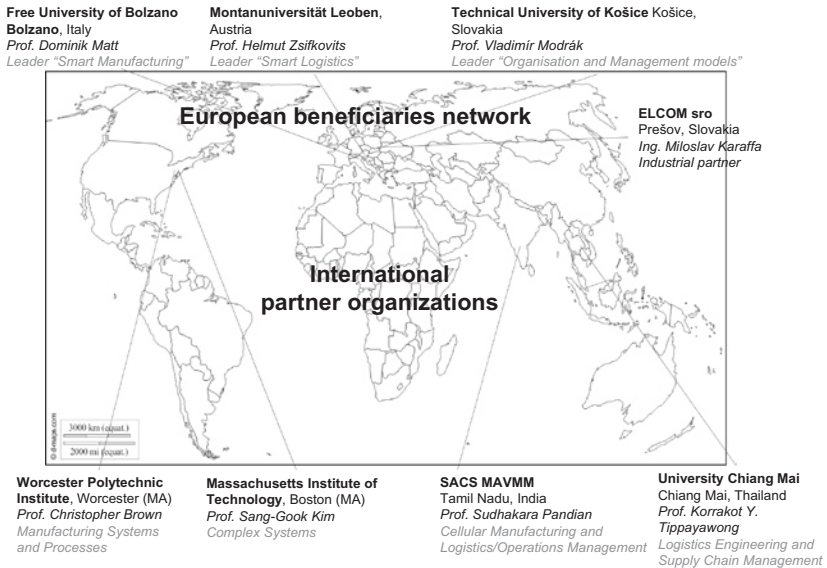 Free University of Bolzano
Bolzano, Italy
Prof. Dominik Matt
Leader “Smart Manufacturing”
Montanuniversität Leoben,
Austria
Prof. Helmut Zsifkovits
Leader “Smart Logistics”
Technical University of Košice Košice,
Slovakia
Prof. Vladimír Modrák
Leader “Organisation and Management models”
European beneficiaries network
ELCOM sro
Prešov, Slovakia
Ing. Miloslav Karaffa
Industrial partner
International
partner organizations
© d-maps.com
3000 km (equat.)
2000 mi (equat.)
Worcester Polytechnic
Institute, Worcester (MA)
Prof. Christopher Brown
Manufacturing Systems
and Processes
Massachusetts Institute of
Technology, Boston (MA)
Prof. Sang-Gook Kim
Complex Systems
SACS MAVMM
Tamil Nadu, India
Prof. Sudhakara Pandian
Cellular Manufacturing and
Logistics/Operations Management
University Chiang Mai
Chiang Mai, Thailand
Prof. Korrakot Y.
Tippayawong
Logistics Engineering and
Supply Chain Management